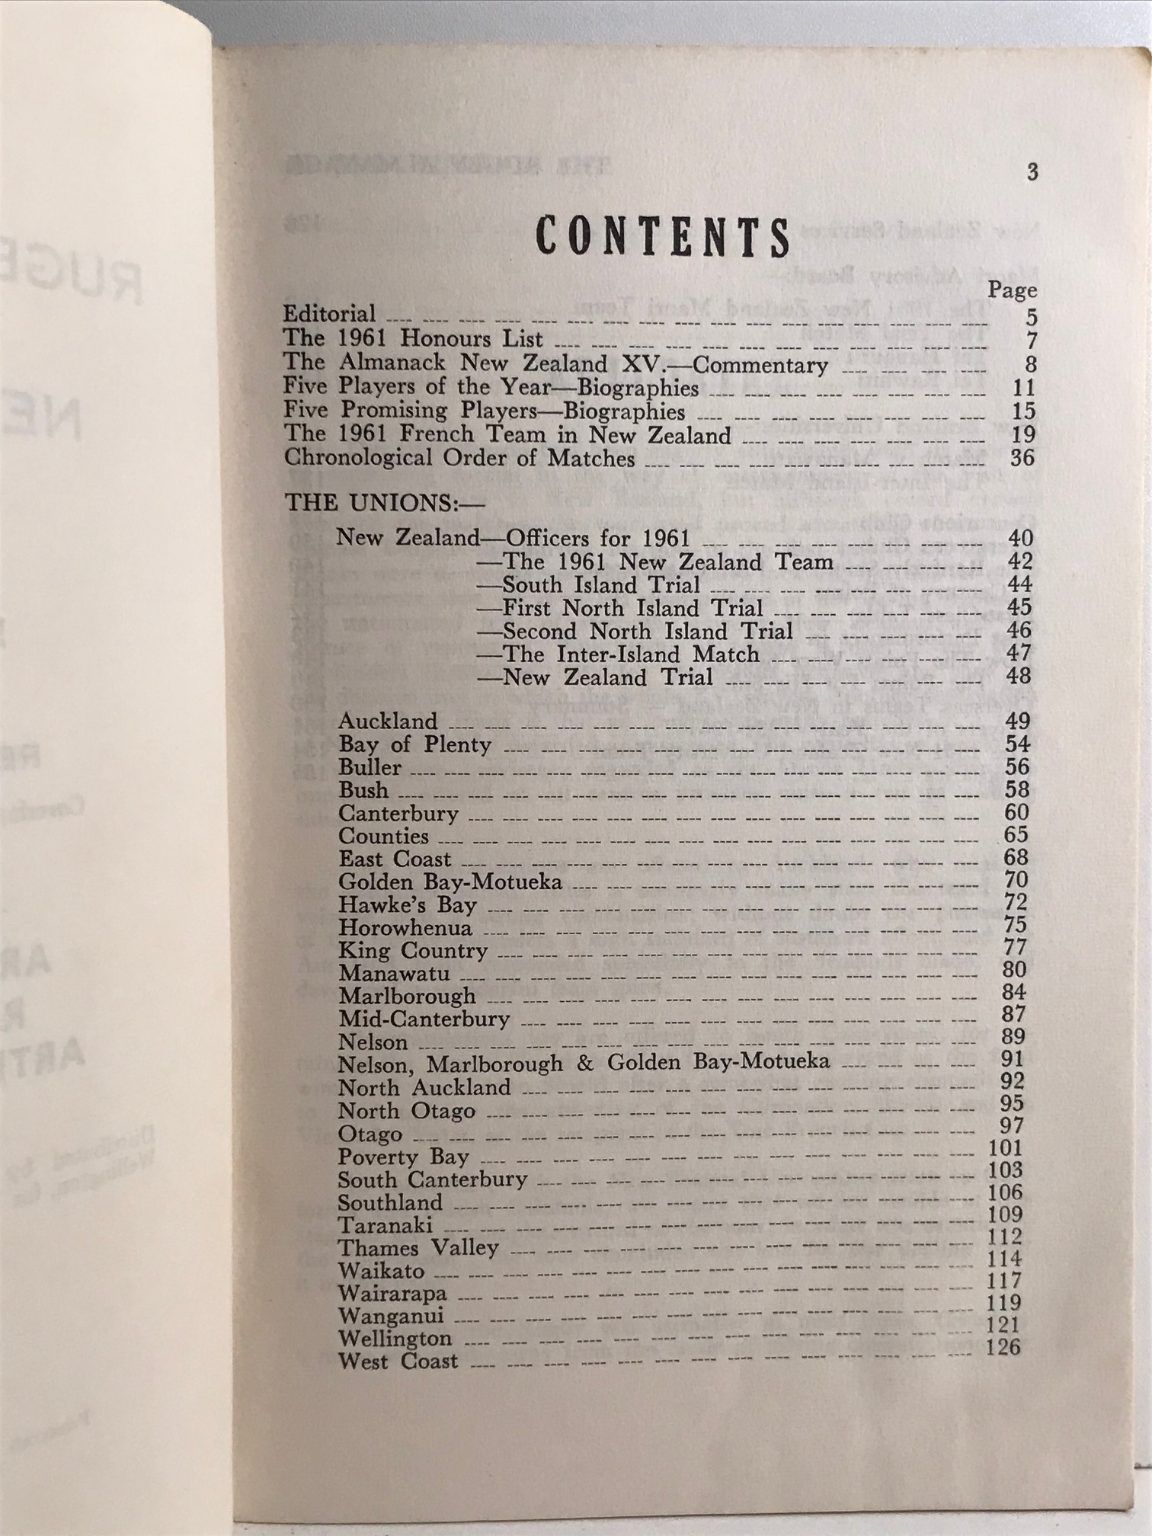 3
CONTENTS
Page
Editorial 5
The 1961 Honours List 7
The Almanack New Zealand XV.—Commentary 8
Five Players of the Year—Biographies 11
Five Promising Players—Biographies 15
The 1961 French Team in New Zealand 19
Chronological Order of Matches 36
THE UNIONS:—
New Zealand—Officers for 1961 40
—The 1961 New Zealand Team 42
—South Island Trial 44
—First North Island Trial 45
—Second North Island Trial 46
—The Inter-Island Match 47
—New Zealand Trial 48
Auckland 49
Bay of Plenty 54
Buller 56
Bush 58
Canterbury 60
Counties 65
East Coast 68
Golden Bay-Motueka 70
Hawke's Bay 72
Horowhenua 75
King Country 77
Manawatu 80
Marlborough 84
Mid-Canterbury 87
Nelson 89
Nelson, Marlborough & Golden Bay-Motueka 91
North Auckland 92
North Otago 95
Otago 97
Poverty Bay 101
South Canterbury 103
Southland 106
Taranaki 109
Thames Valley 112
Waikato 114
Wairarapa 117
Wanganui 119
Wellington 121
West Coast 126